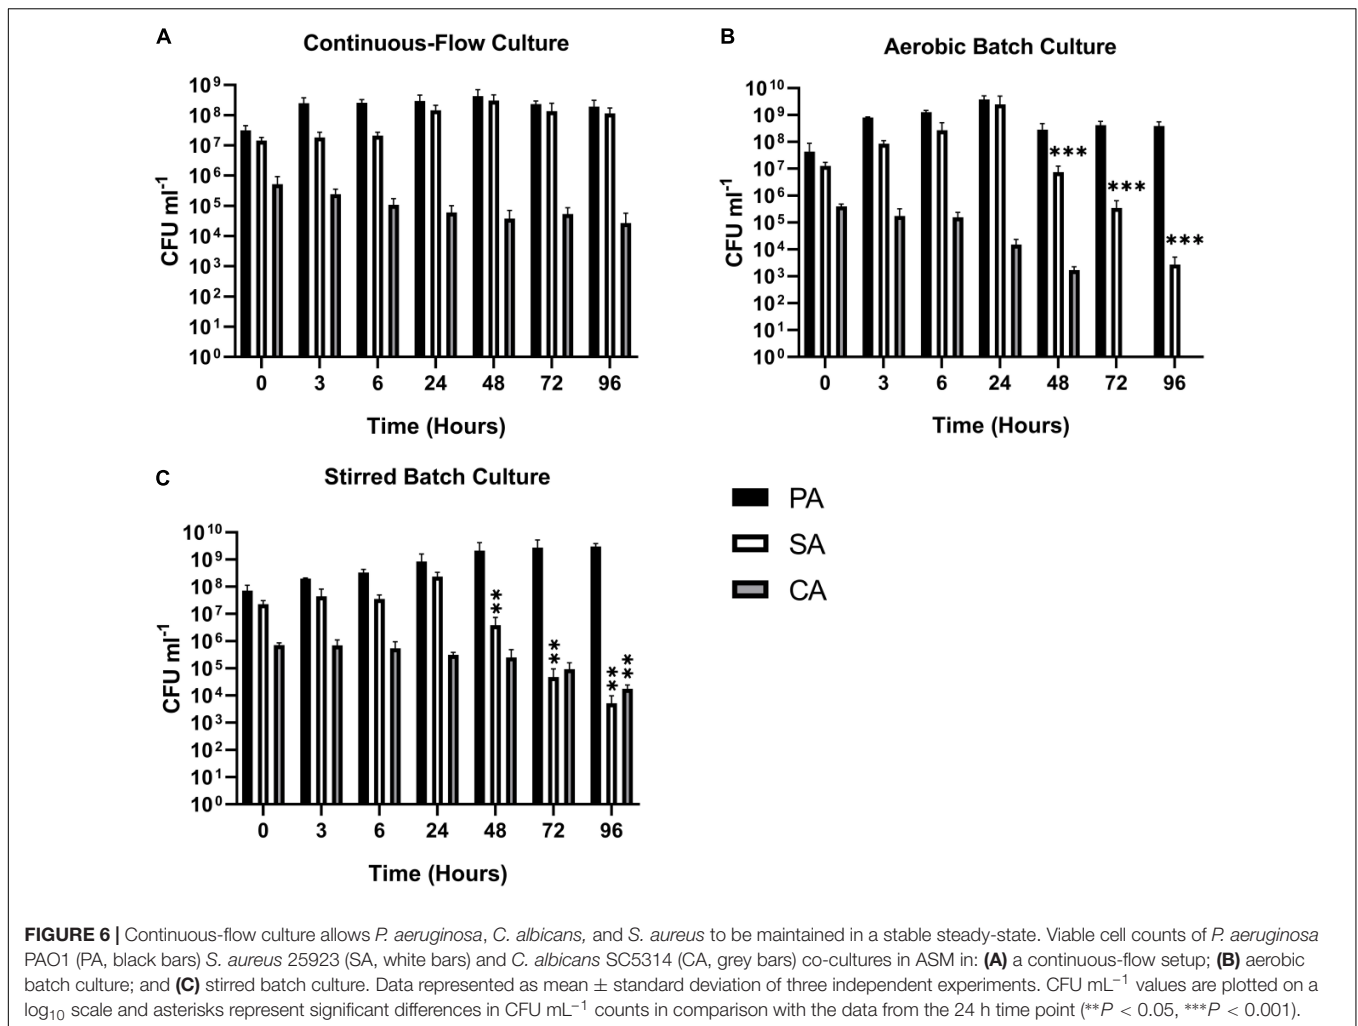 A
Continuous-Flow Culture
10⁹
10⁸
10⁷
10⁶
10⁵
10⁴
10³
10²
10¹
10⁰
CFU ml⁻¹
0 3 6 24 48 72 96
Time (Hours)
B
Aerobic Batch Culture
10¹⁰
10⁹
10⁸
10⁷
10⁶
10⁵
10⁴
10³
10²
10¹
10⁰
CFU ml⁻¹
***
***
***
0 3 6 24 48 72 96
Time (Hours)
C
Stirred Batch Culture
10¹⁰
10⁹
10⁸
10⁷
10⁶
10⁵
10⁴
10³
10²
10¹
10⁰
CFU ml⁻¹
**
**
**
**
0 3 6 24 48 72 96
Time (Hours)
PA
SA
CA
FIGURE 6 | Continuous-flow culture allows P. aeruginosa, C. albicans, and S. aureus to be maintained in a stable steady-state. Viable cell counts of P. aeruginosa
PAO1 (PA, black bars) S. aureus 25923 (SA, white bars) and C. albicans SC5314 (CA, grey bars) co-cultures in ASM in: (A) a continuous-flow setup; (B) aerobic
batch culture; and (C) stirred batch culture. Data represented as mean ± standard deviation of three independent experiments. CFU mL⁻¹ values are plotted on a
log₁₀ scale and asterisks represent significant differences in CFU mL⁻¹ counts in comparison with the data from the 24 h time point (**P < 0.05, ***P < 0.001).